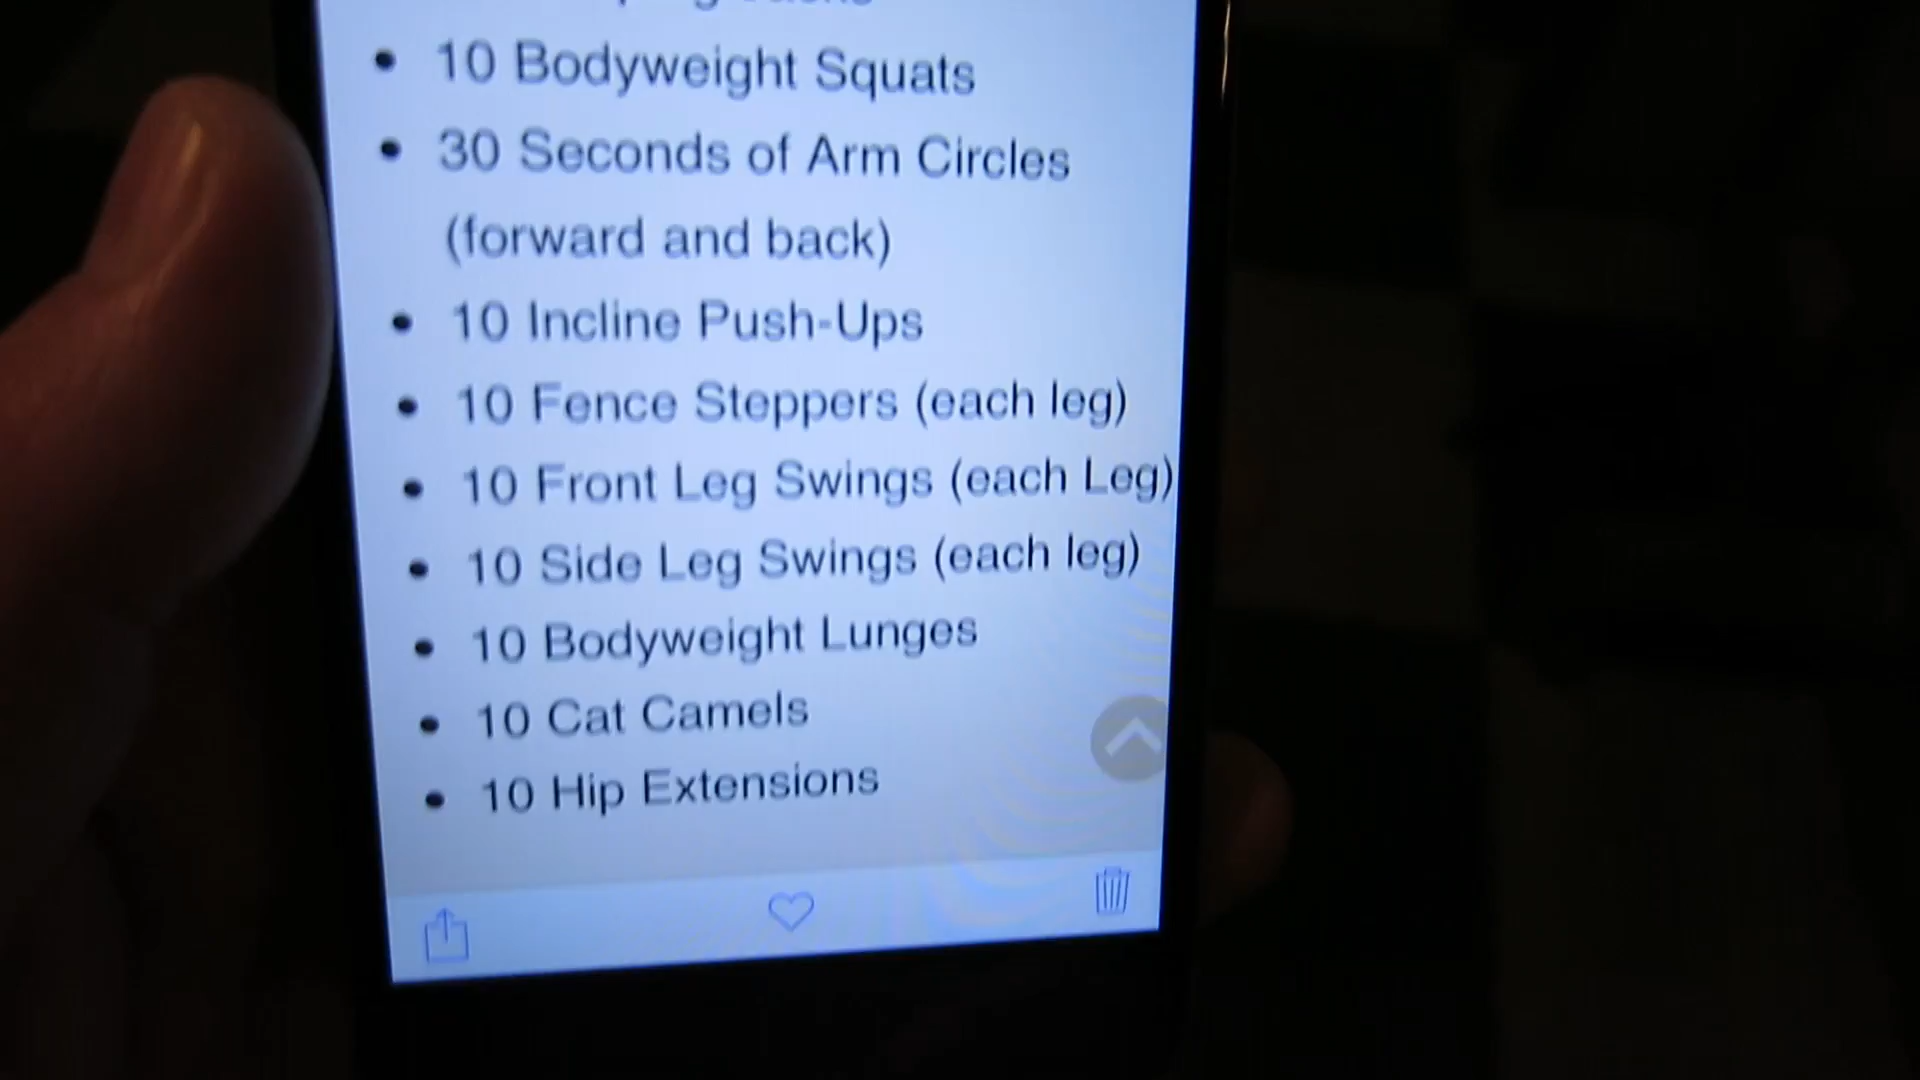 • 10 Bodyweight Squats
• 30 Seconds of Arm Circles
(forward and back)
• 10 Incline Push-Ups
• 10 Fence Steppers (each leg)
• 10 Front Leg Swings (each Leg)
• 10 Side Leg Swings (each leg)
• 10 Bodyweight Lunges
• 10 Cat Camels
• 10 Hip Extensions